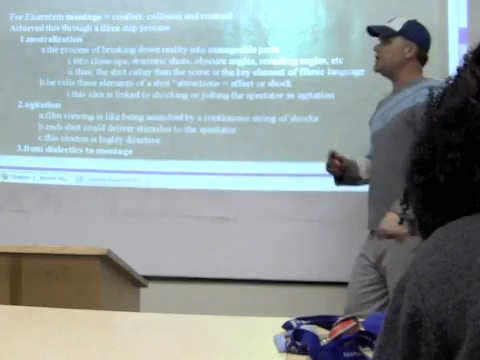 For Eisenstein montage = conflict, collision and contrast
Achieved this through a three step process
1.neutralization
a.the process of breaking down reality into manageable parts
i.into close-ups, dramatic shots, obscure angles, revealing angles, etc
ii.thus, the shot rather than the scene is the key element of filmic language
b.he calls these elements of a shot "attractions = affect or shock
i.this idea is linked to shocking or jolting the spectator as agitation
2.agitation
a.film viewing is like being assaulted by a continuous string of shocks
b.each shot could deliver stimulus to the spectator
c.this cinema is highly directive
3.from dialectics to montage